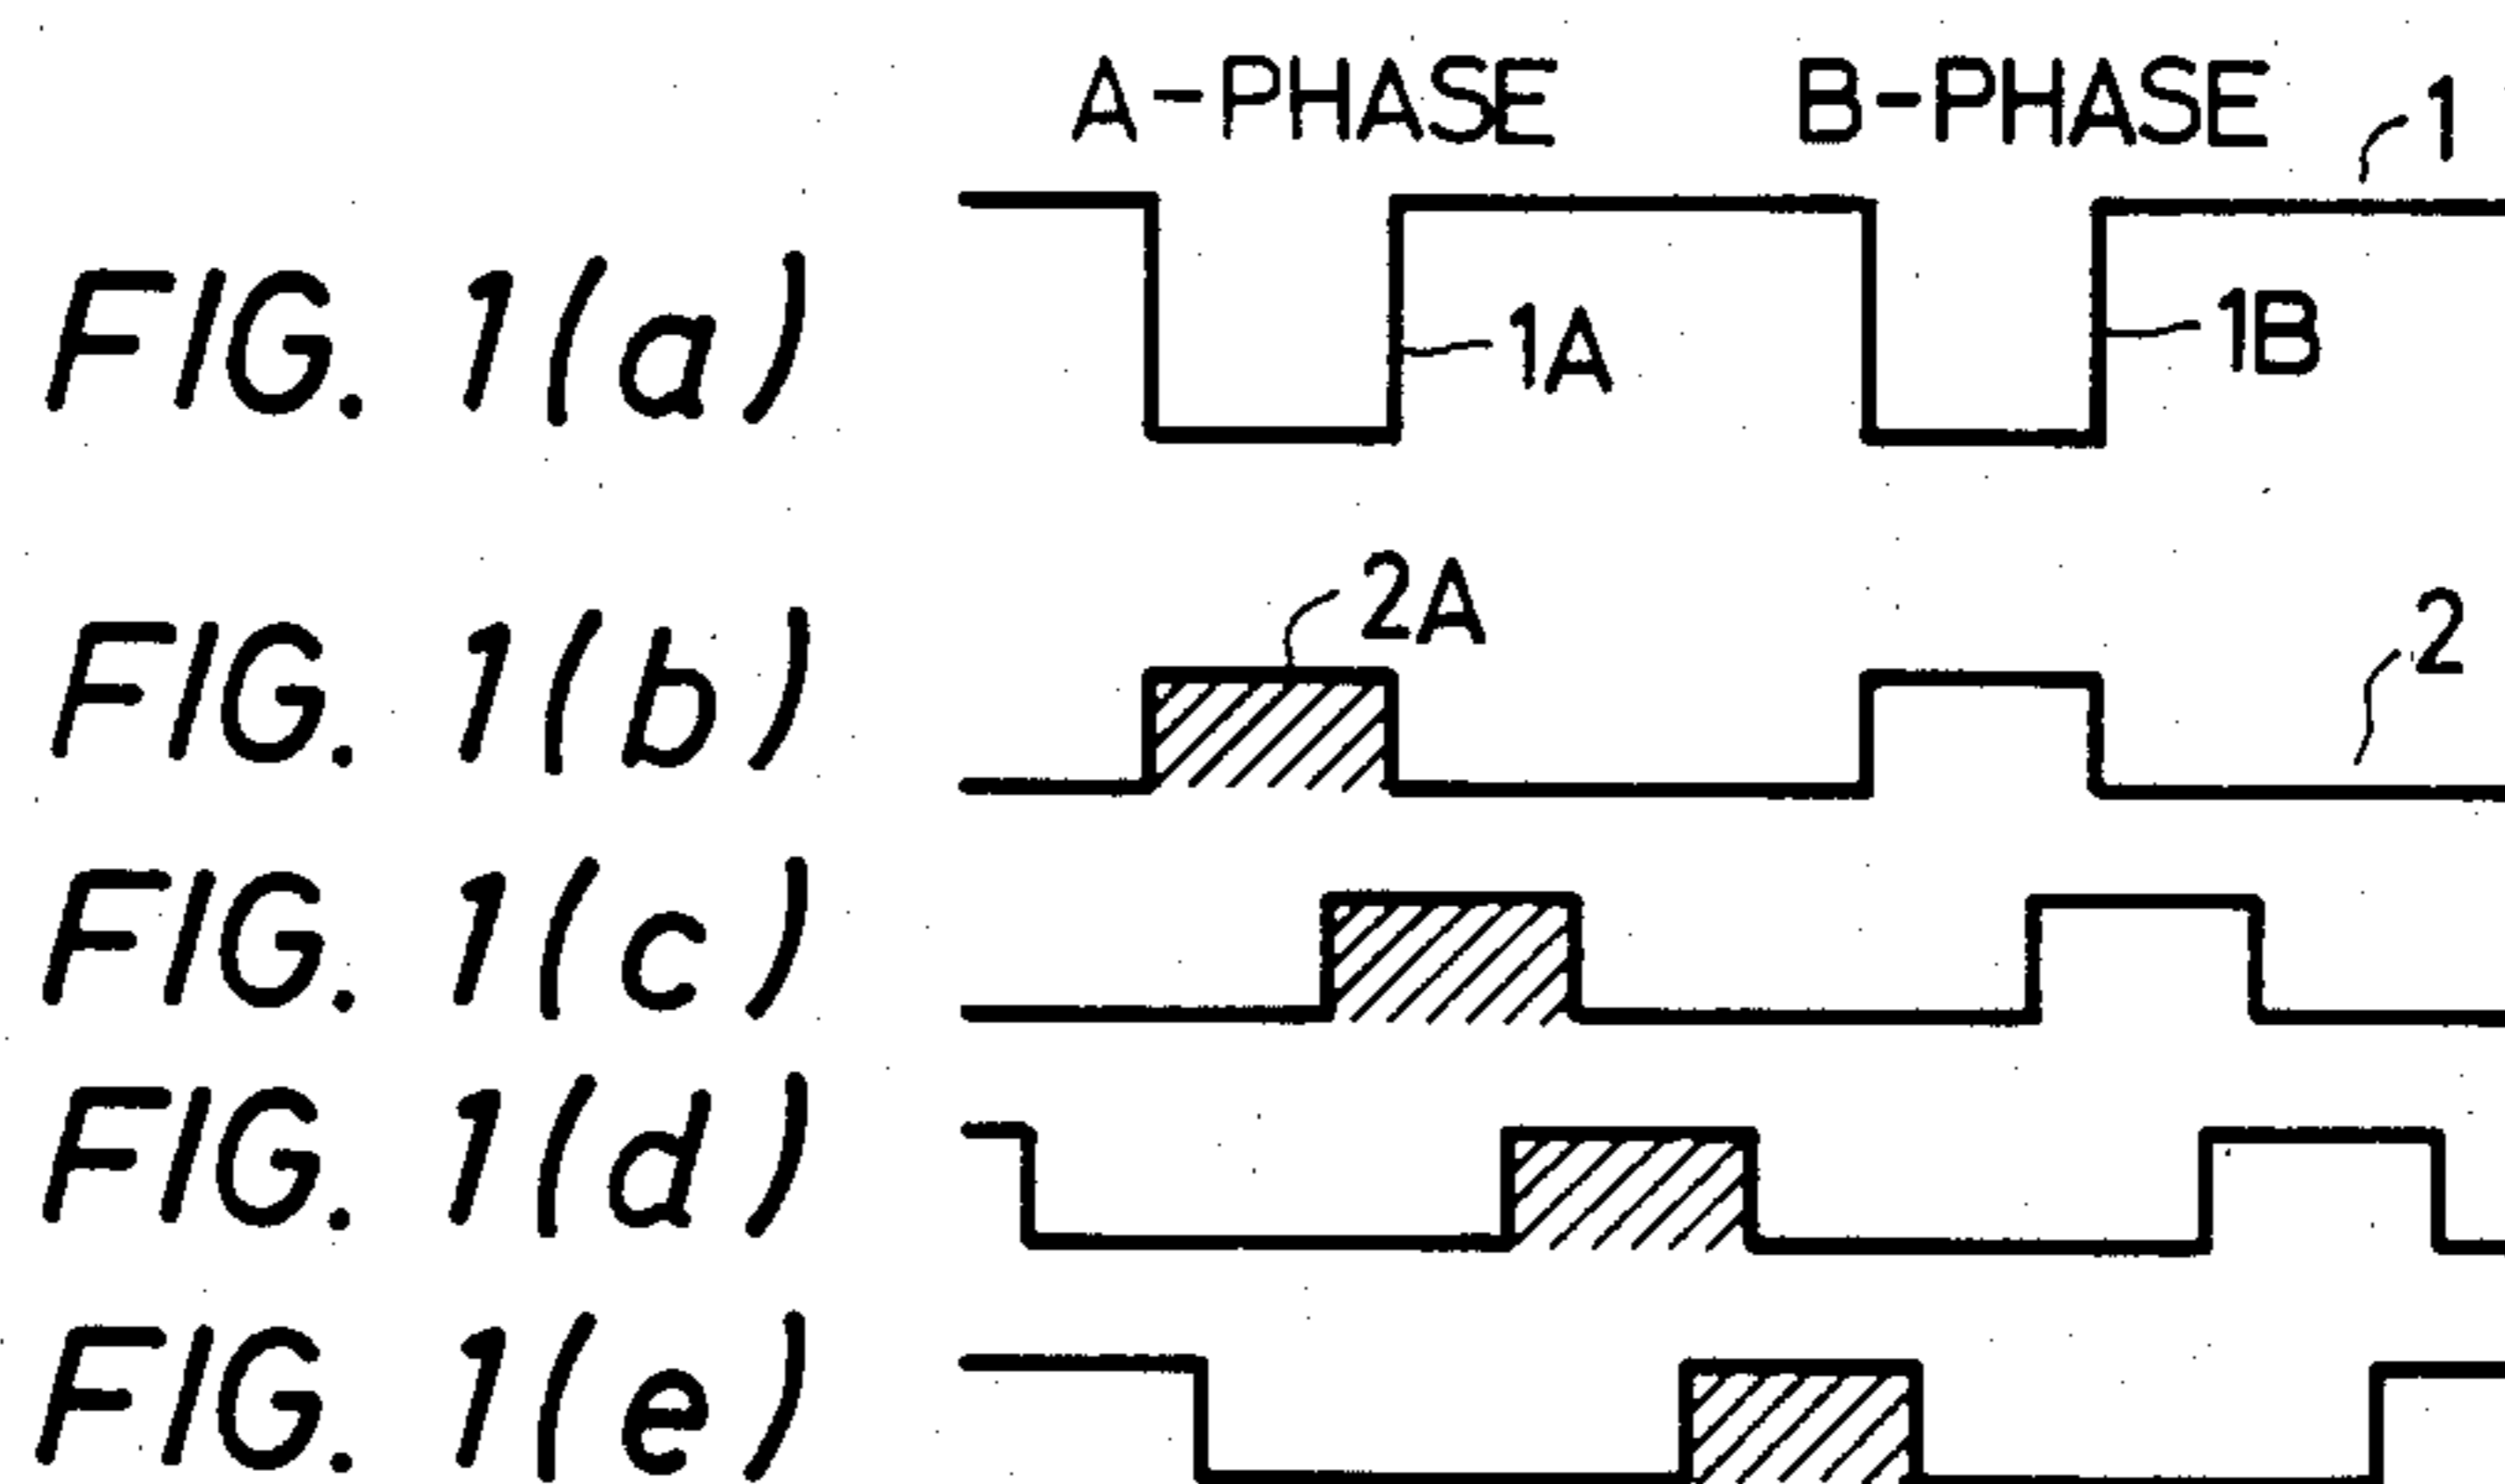 A-PHASE B-PHASE
1
FIG. 1(a)
1A
1B
2A
2
FIG. 1(b)
FIG. 1(c)
FIG. 1(d)
FIG. 1(e)